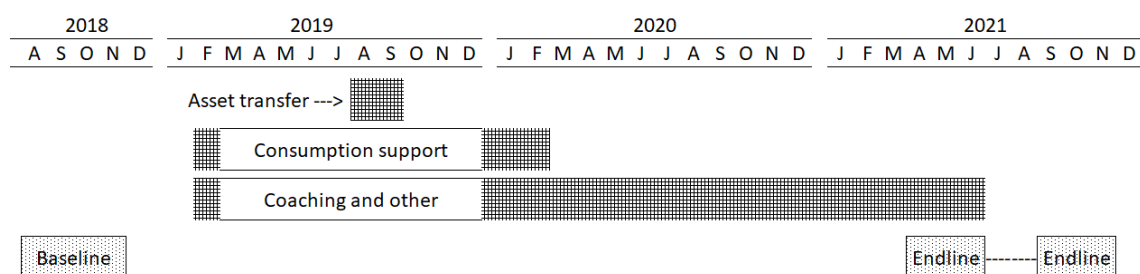 2018 2019 2020 2021
A S O N D J F M A M J J A S O N D J F M A M J J A S O N D J F M A M J J A S O N D
Asset transfer --->
Consumption support
Coaching and other
Baseline Endline-------Endline